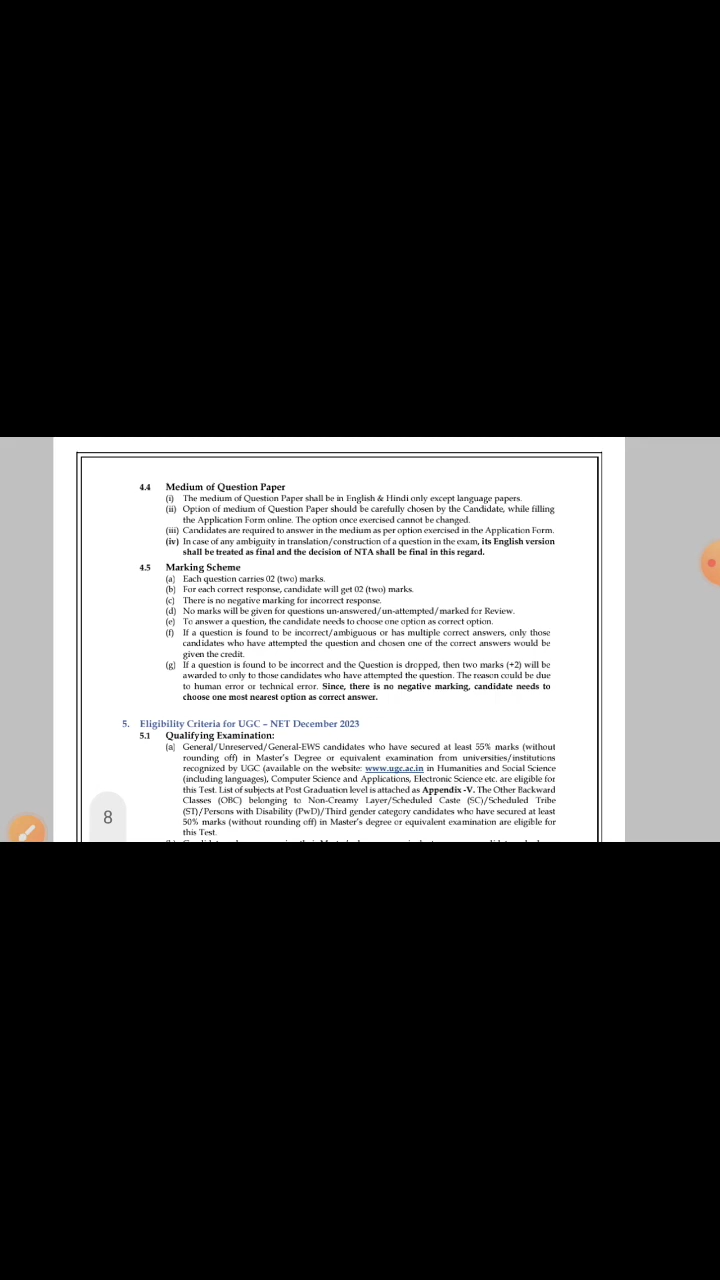 4.4 Medium of Question Paper
(i) The medium of Question Paper shall be in English & Hindi only except language papers.
(ii) Option of medium of Question Paper should be carefully chosen by the Candidate, while filling
the Application Form online. The option once exercised cannot be changed.
(iii) Candidates are required to answer in the medium as per option exercised in the Application Form.
(iv) In case of any ambiguity in translation/construction of a question in the exam, its English version
shall be treated as final and the decision of NTA shall be final in this regard.
4.5 Marking Scheme
(a) Each question carries 02 (two) marks.
(b) For each correct response, candidate will get 02 (two) marks.
(c) There is no negative marking for incorrect response.
(d) No marks will be given for questions un-answered/un-attempted/marked for Review.
(e) To answer a question, the candidate needs to choose one option as correct option.
(f) If a question is found to be incorrect/ambiguous or has multiple correct answers, only those
candidates who have attempted the question and chosen one of the correct answers would be
given the credit.
(g) If a question is found to be incorrect and the Question is dropped, then two marks (+2) will be
awarded to only to those candidates who have attempted the question. The reason could be due
to human error or technical error. Since, there is no negative marking, candidate needs to
choose one most nearest option as correct answer.
5. Eligibility Criteria for UGC – NET December 2023
5.1 Qualifying Examination:
(a) General/Unreserved/General-EWS candidates who have secured at least 55% marks (without
rounding off) in Master's Degree or equivalent examination from universities/institutions
recognized by UGC (available on the website: www.ugc.ac.in in Humanities and Social Science
(including languages), Computer Science and Applications, Electronic Science etc. are eligible for
this Test. List of subjects at Post Graduation level is attached as Appendix -V. The Other Backward
Classes (OBC) belonging to Non-Creamy Layer/Scheduled Caste (SC)/Scheduled Tribe
(ST)/Persons with Disability (PwD)/Third gender category candidates who have secured at least
50% marks (without rounding off) in Master's degree or equivalent examination are eligible for
this Test.
8